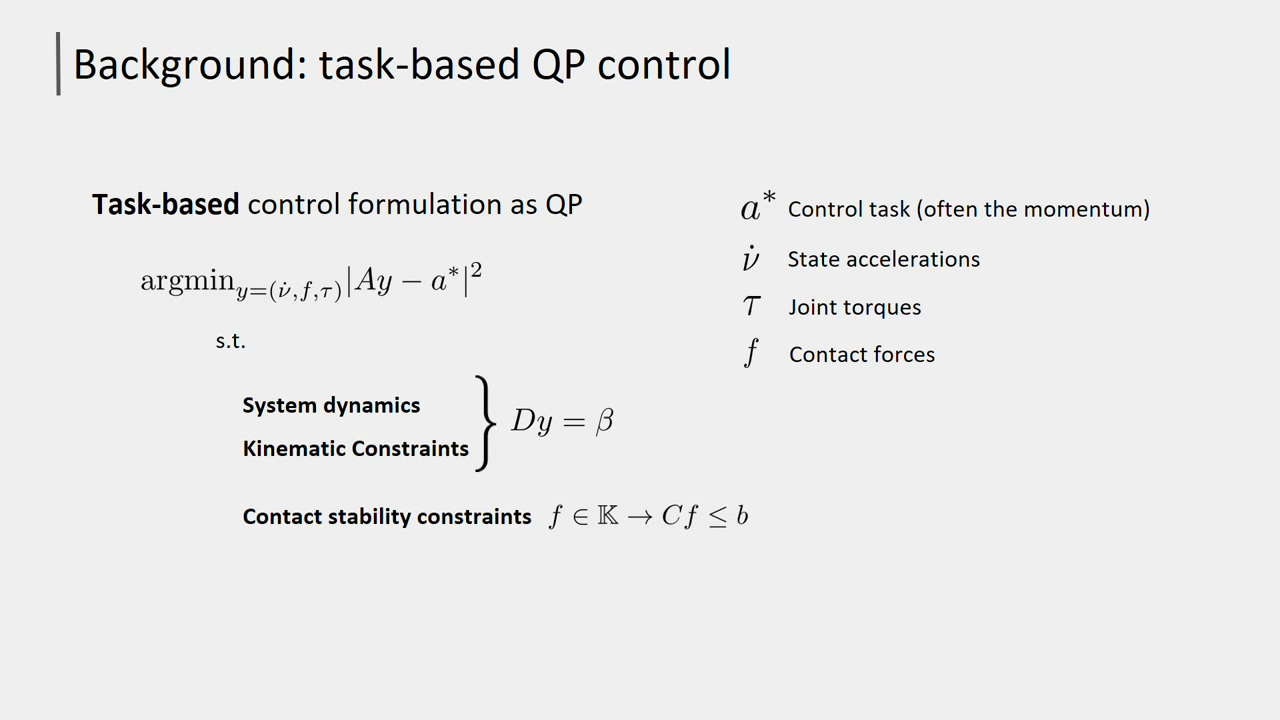 Background: task-based QP control
Task-based control formulation as QP
argmin_{y=(ν̇,f,τ)} |Ay − a*|²
s.t.
System dynamics
Kinematic Constraints
} Dy = β
Contact stability constraints f ∈ 𝕂 → Cf ≤ b
a* Control task (often the momentum)
ν̇ State accelerations
τ Joint torques
f Contact forces